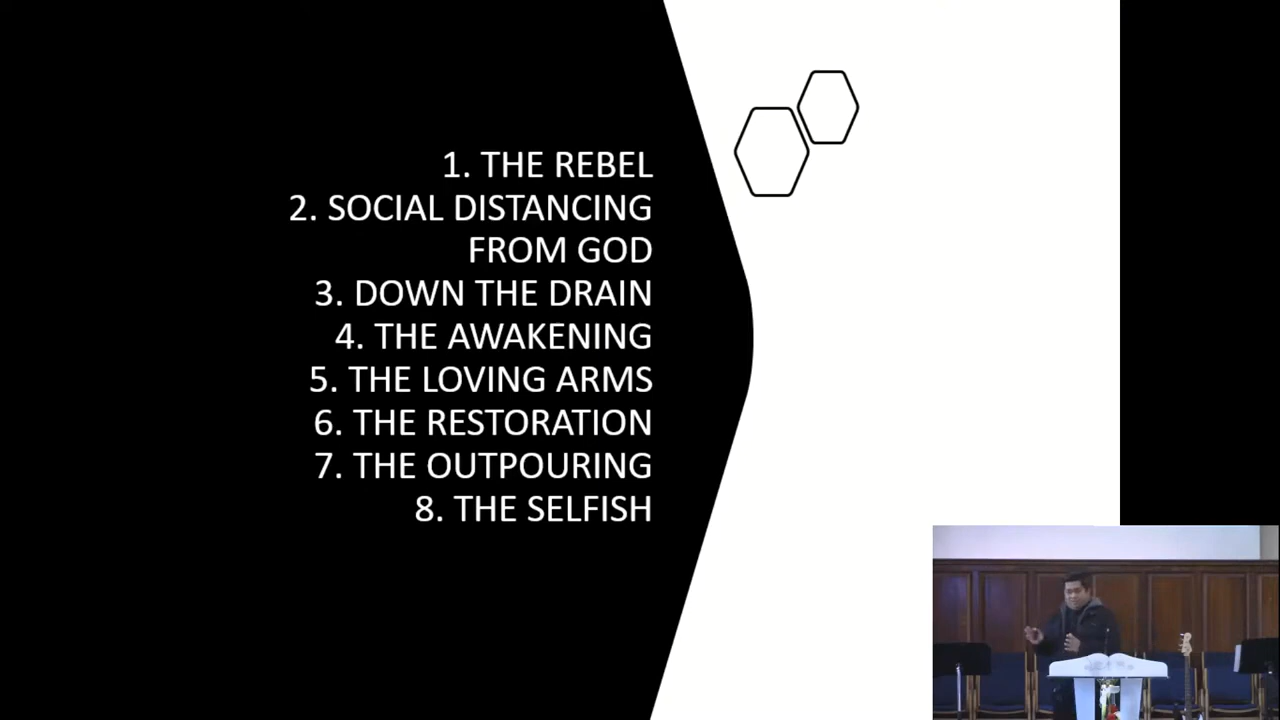 1. THE REBEL
2. SOCIAL DISTANCING
FROM GOD
3. DOWN THE DRAIN
4. THE AWAKENING
5. THE LOVING ARMS
6. THE RESTORATION
7. THE OUTPOURING
8. THE SELFISH